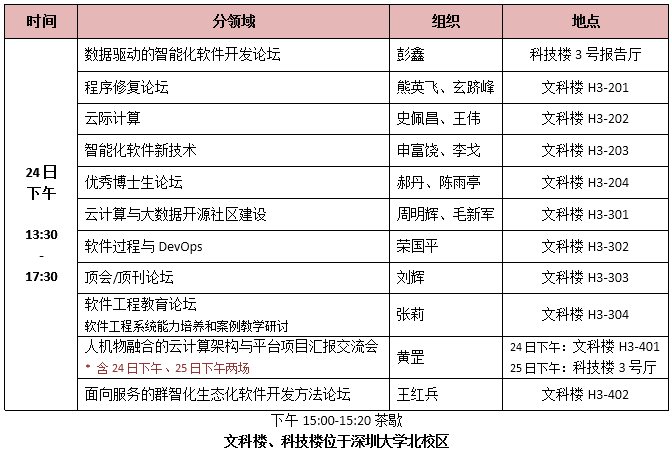 时间 分领域 组织 地点
数据驱动的智能化软件开发论坛 彭鑫 科技楼 3 号报告厅
程序修复论坛 熊英飞、玄跻峰 文科楼 H3-201
云际计算 史佩昌、王伟 文科楼 H3-202
智能化软件新技术 申富饶、李戈 文科楼 H3-203
24 日
下午
13:30
-
17:30
优秀博士生论坛 郝丹、陈雨亭 文科楼 H3-204
云计算与大数据开源社区建设 周明辉、毛新军 文科楼 H3-301
软件过程与 DevOps 荣国平 文科楼 H3-302
顶会/顶刊论坛 刘辉 文科楼 H3-303
软件工程教育论坛
软件工程系统能力培养和案例教学研讨
张莉 文科楼 H3-304
人机物融合的云计算架构与平台项目汇报交流会
* 含 24 日下午、25 日下午两场
黄罡
24 日下午：文科楼 H3-401
25 日下午：科技楼 3 号厅
面向服务的群智化生态化软件开发方法论坛 王红兵 文科楼 H3-402
下午 15:00-15:20 茶歇
文科楼、科技楼位于深圳大学北校区